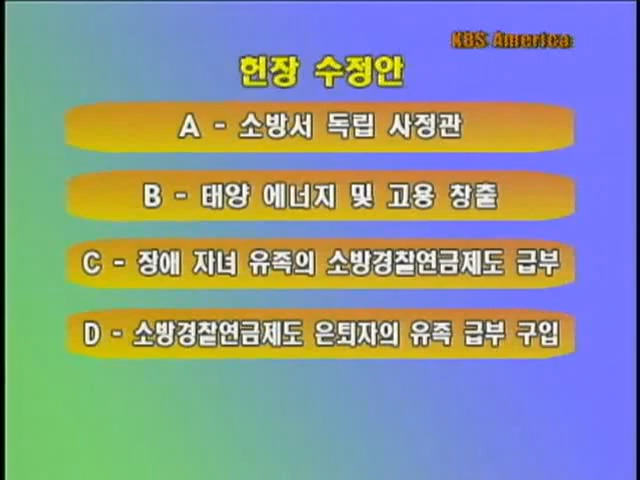 KBS America
헌장 수정안
A - 소방서 독립 사정관
B - 태양 에너지 및 고용 창출
C - 장애 자녀 유족의 소방경찰연금제도 급부
D - 소방경찰연금제도 은퇴자의 유족 급부 구입